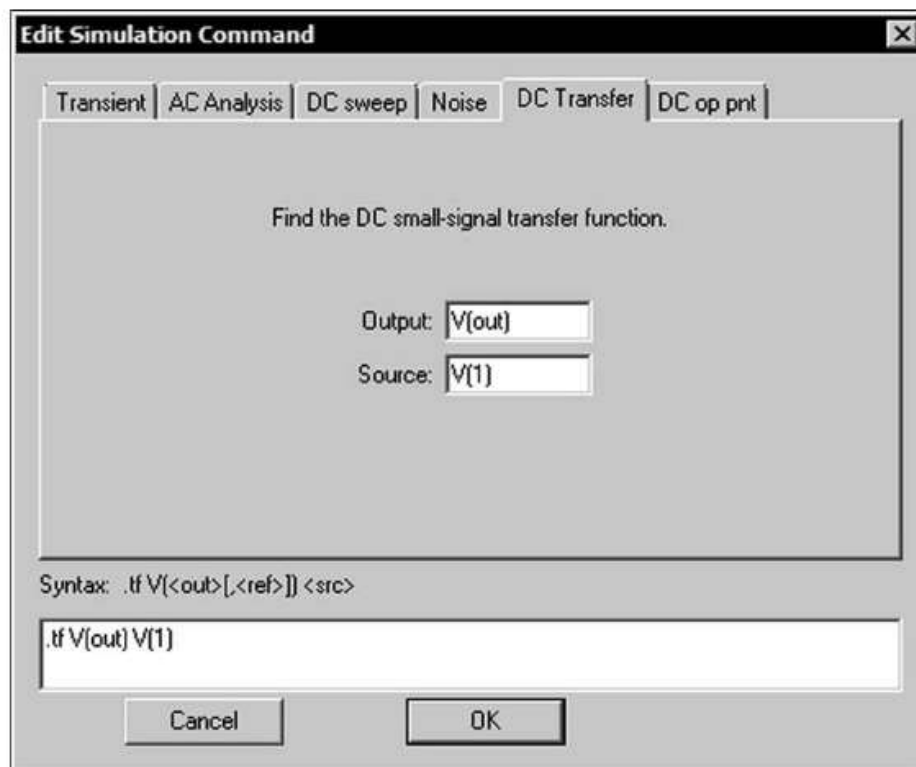 Edit Simulation Command
Transient AC Analysis DC sweep Noise DC Transfer DC op pnt
Find the DC small-signal transfer function.
Output: V(out)
Source: V(1)
Syntax: .tf V(<out>[,<ref>]) <src>
.tf V(out) V(1)
Cancel OK